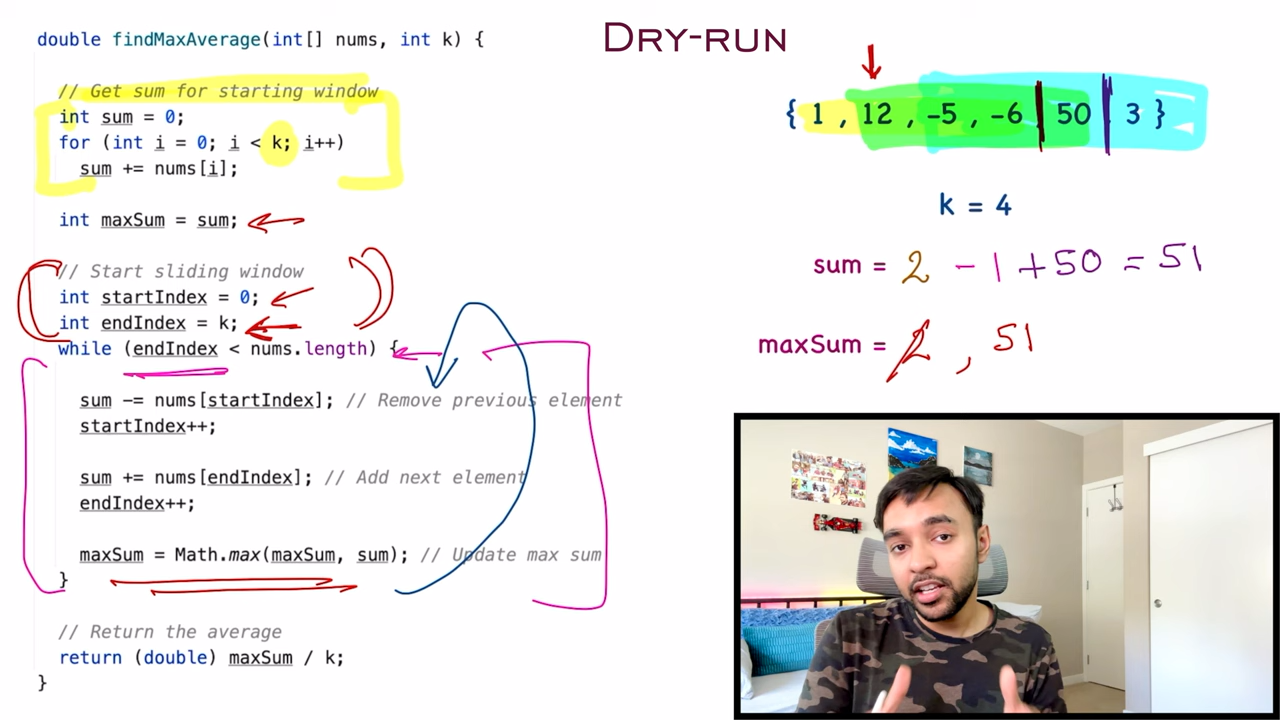 DRY-RUN
double findMaxAverage(int[] nums, int k) {
// Get sum for starting window
int sum = 0;
for (int i = 0; i < k; i++)
sum += nums[i];
int maxSum = sum;
// Start sliding window
int startIndex = 0;
int endIndex = k;
while (endIndex < nums.length) {
sum -= nums[startIndex]; // Remove previous element
startIndex++;
sum += nums[endIndex]; // Add next element
endIndex++;
maxSum = Math.max(maxSum, sum); // Update max sum
}
// Return the average
return (double) maxSum / k;
}
{ 1 , 12 , -5 , -6 50 3 }
k = 4
sum = 2 - 1 + 50 = 51
maxSum = 2 , 51